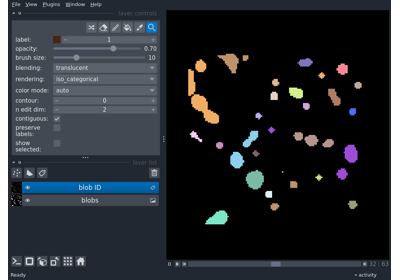 File View Plugins Window Help
layer controls
label: 1
opacity: 0.70
brush size: 10
blending: translucent
rendering: iso_categorical
color mode: auto
contour: 0
n edit dim: 2
contiguous:
preserve
labels:
show
selected:
layer list
blob ID
blobs
32 63
Ready
activity